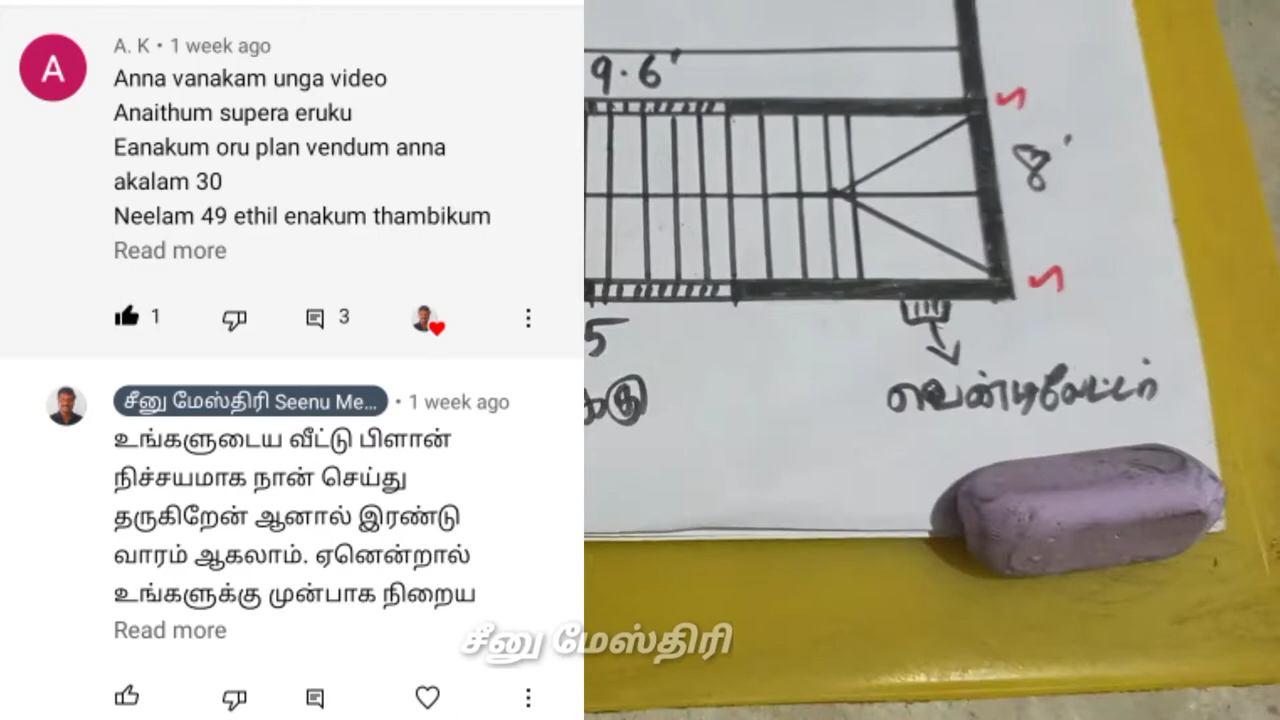 A. K • 1 week ago
Anna vanakam unga video
Anaithum supera eruku
Eanakum oru plan vendum anna
akalam 30
Neelam 49 ethil enakum thambikum
Read more
1
3
சீனு மேஸ்திரி Seenu Me... • 1 week ago
உங்களுடைய வீட்டு பிளான்
நிச்சயமாக நான் செய்து
தருகிறேன் ஆனால் இரண்டு
வாரம் ஆகலாம். ஏனென்றால்
உங்களுக்கு முன்பாக நிறைய
Read more
A
9.6'
8'
5
வென்டிலேட்டர்
சீனு மேஸ்திரி